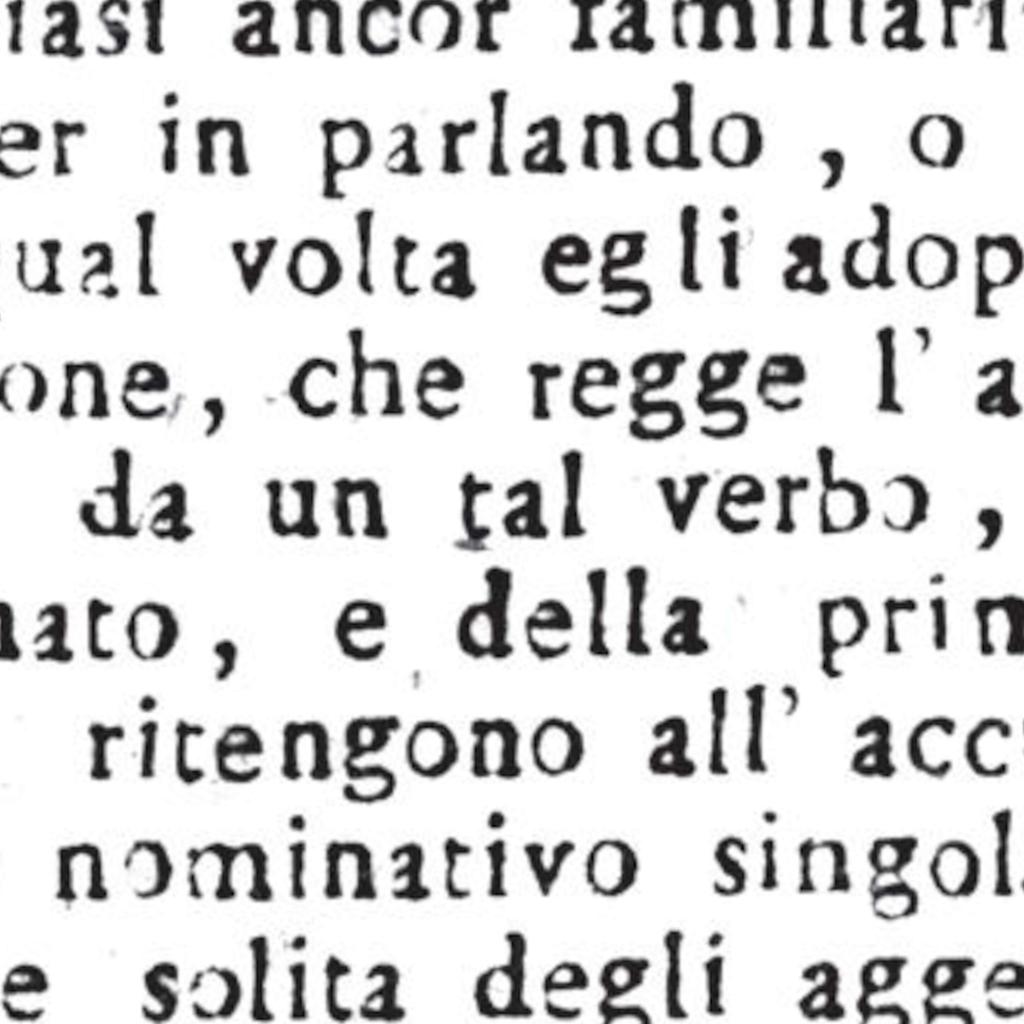 iasi ancor familiari
er in parlando, o
ual volta egli adop
one, che regge l' a
da un tal verbo,
nato, e della prim
ritengono all' acc
nominativo singol
e solita degli agge